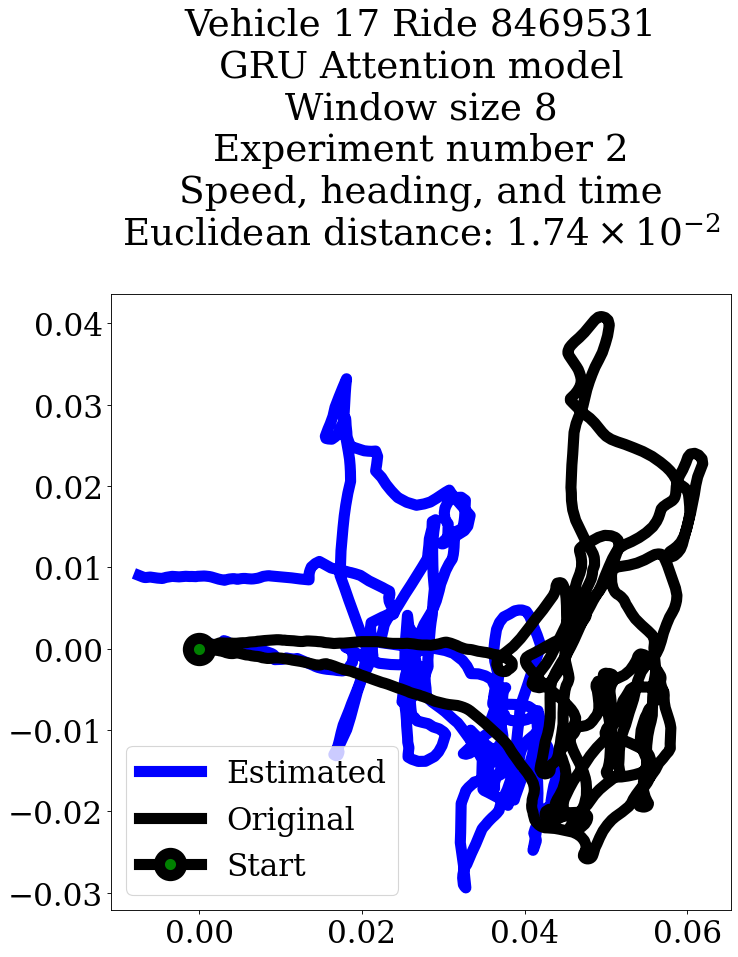 Vehicle 17 Ride 8469531
GRU Attention model
Window size 8
Experiment number 2
Speed, heading, and time
Euclidean distance: 1.74 × 10⁻²
0.04
0.03
0.02
0.01
0.00
−0.01
−0.02
−0.03
Estimated
Original
Start
0.00 0.02 0.04 0.06